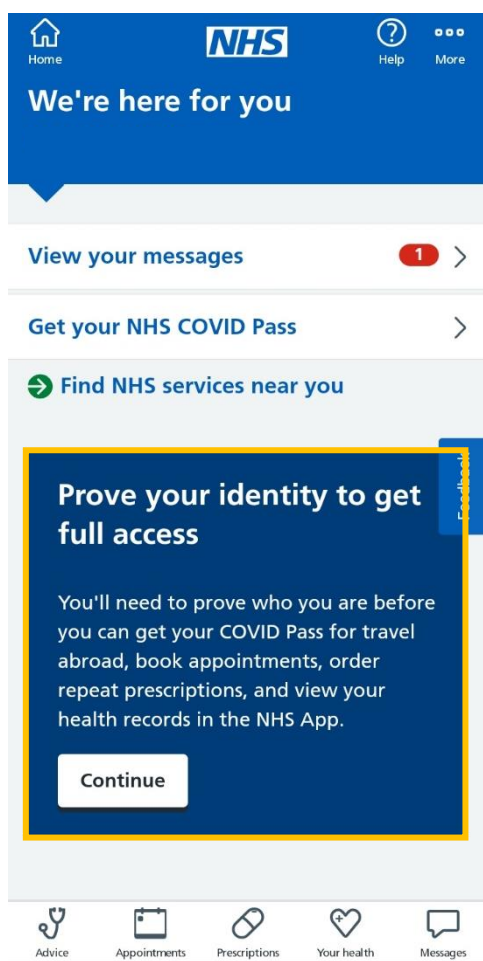 NHS
Home
Help
More
We're here for you
View your messages
1
Get your NHS COVID Pass
Find NHS services near you
Feedback
Prove your identity to get
full access
You'll need to prove who you are before
you can get your COVID Pass for travel
abroad, book appointments, order
repeat prescriptions, and view your
health records in the NHS App.
Continue
Advice
Appointments
Prescriptions
Your health
Messages